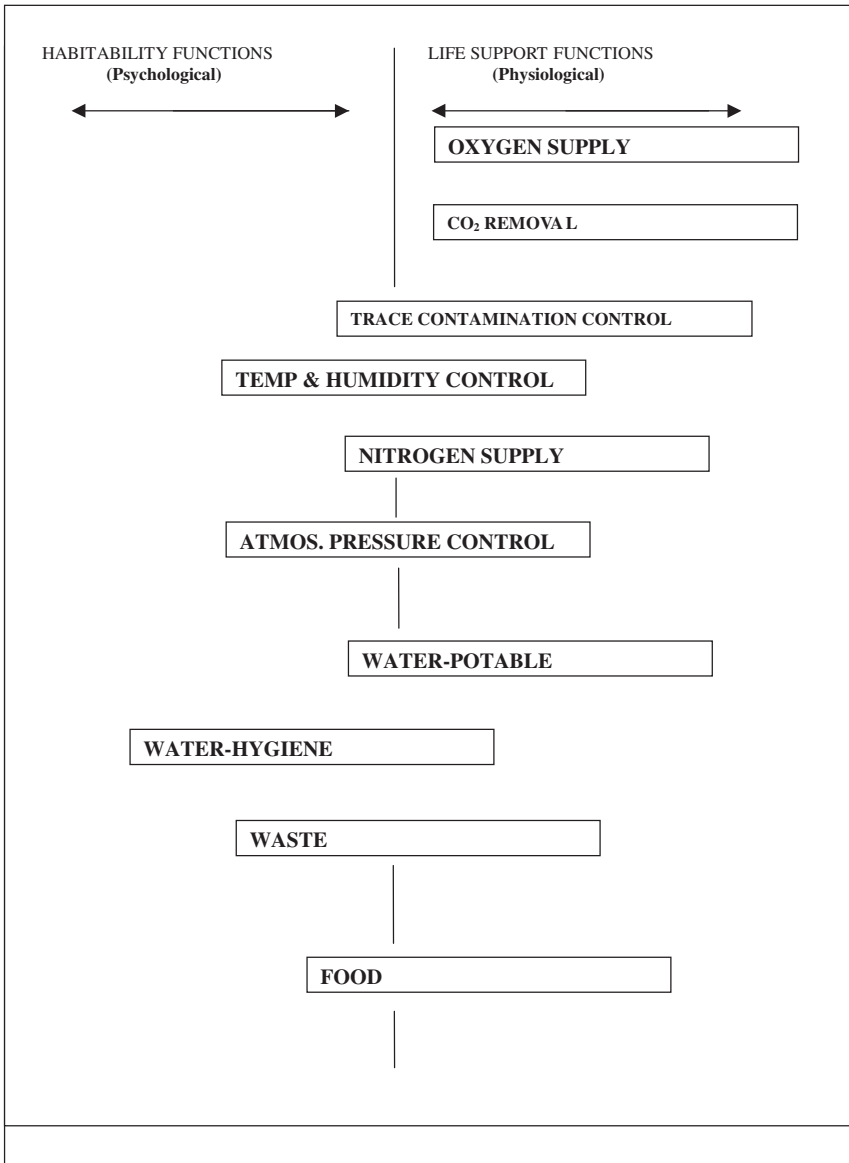 HABITABILITY FUNCTIONS
(Psychological)
LIFE SUPPORT FUNCTIONS
(Physiological)
OXYGEN SUPPLY
CO₂ REMOVAL
TRACE CONTAMINATION CONTROL
TEMP & HUMIDITY CONTROL
NITROGEN SUPPLY
ATMOS. PRESSURE CONTROL
WATER-POTABLE
WATER-HYGIENE
WASTE
FOOD